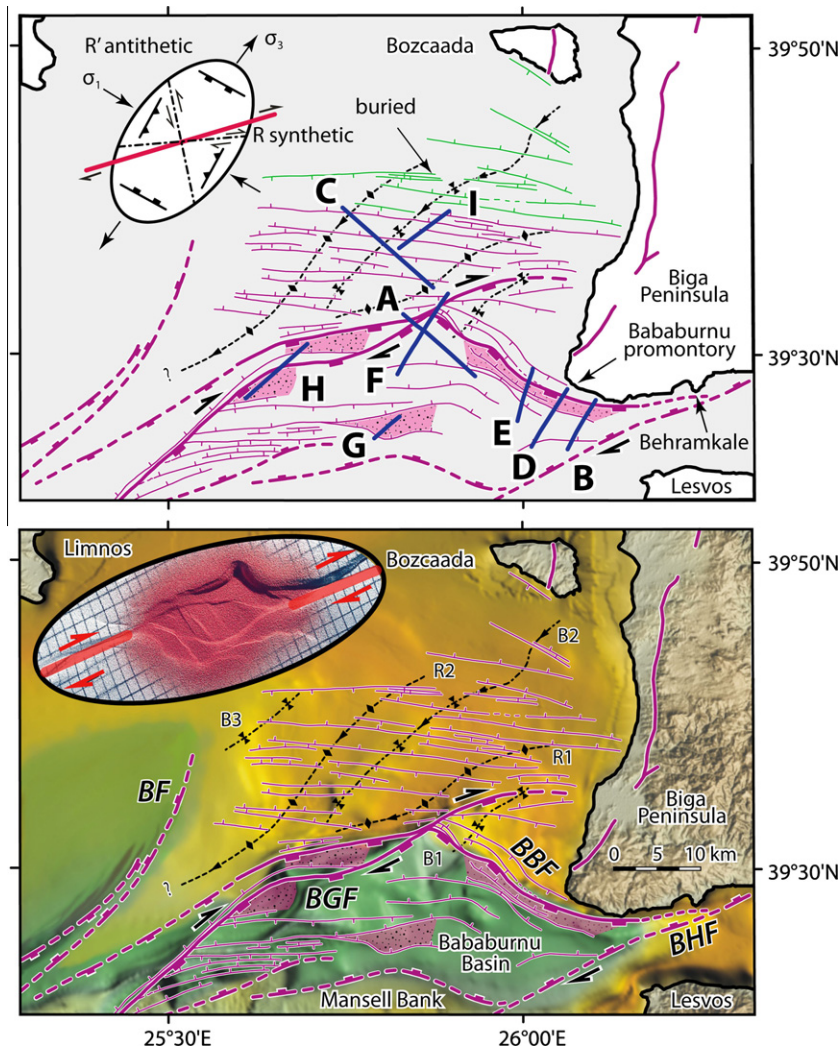 R′ antithetic
σ3
Bozcaada
39°50′N
σ1
buried
R synthetic
C
I
A
Biga
Peninsula
Bababurnu
promontory
39°30′N
H
F
?
E
G
D
B
Behramkale
Lesvos
Limnos
Bozcaada
39°50′N
B2
R2
B3
BF
R1
Biga
Peninsula
0 5 10 km
39°30′N
?
B1
BBF
BGF
Bababurnu
Basin
BHF
Mansell Bank
Lesvos
25°30′E
26°00′E